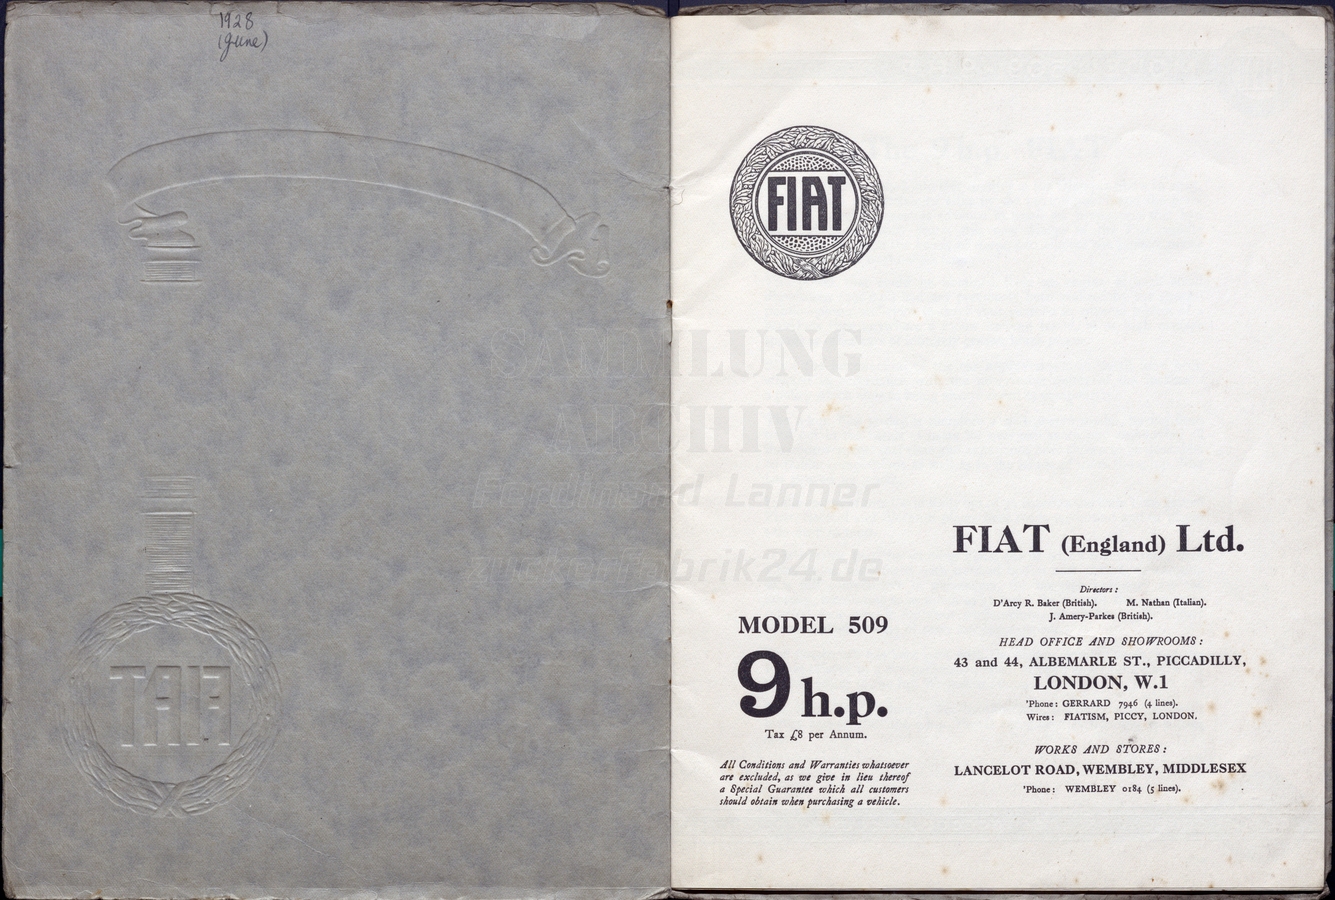 1928
(June)
FIAT
SAMMLUNG
ARCHIV
Ferdinand Lanner
zuckerfabrik24.de
FIAT
MODEL 509
9 h.p.
Tax £8 per Annum.
All Conditions and Warranties whatsoever
are excluded, as we give in lieu thereof
a Special Guarantee which all customers
should obtain when purchasing a vehicle.
FIAT (England) Ltd.
Directors :
D'Arcy R. Baker (British). M. Nathan (Italian).
J. Amery-Parkes (British).
HEAD OFFICE AND SHOWROOMS :
43 and 44, ALBEMARLE ST., PICCADILLY,
LONDON, W.1
'Phone : GERRARD 7946 (4 lines).
Wires : FIATISM, PICCY, LONDON.
WORKS AND STORES :
LANCELOT ROAD, WEMBLEY, MIDDLESEX
'Phone : WEMBLEY 0184 (5 lines).